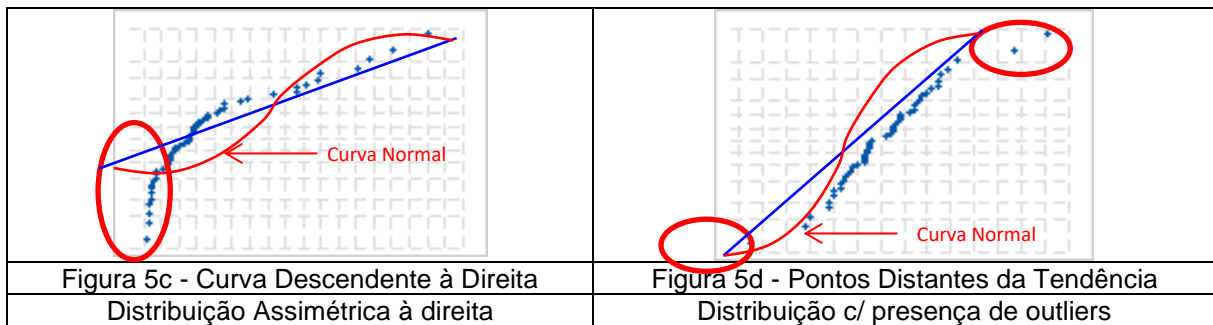 Curva Normal
Curva Normal
Figura 5c - Curva Descendente à Direita
Figura 5d - Pontos Distantes da Tendência
Distribuição Assimétrica à direita
Distribuição c/ presença de outliers